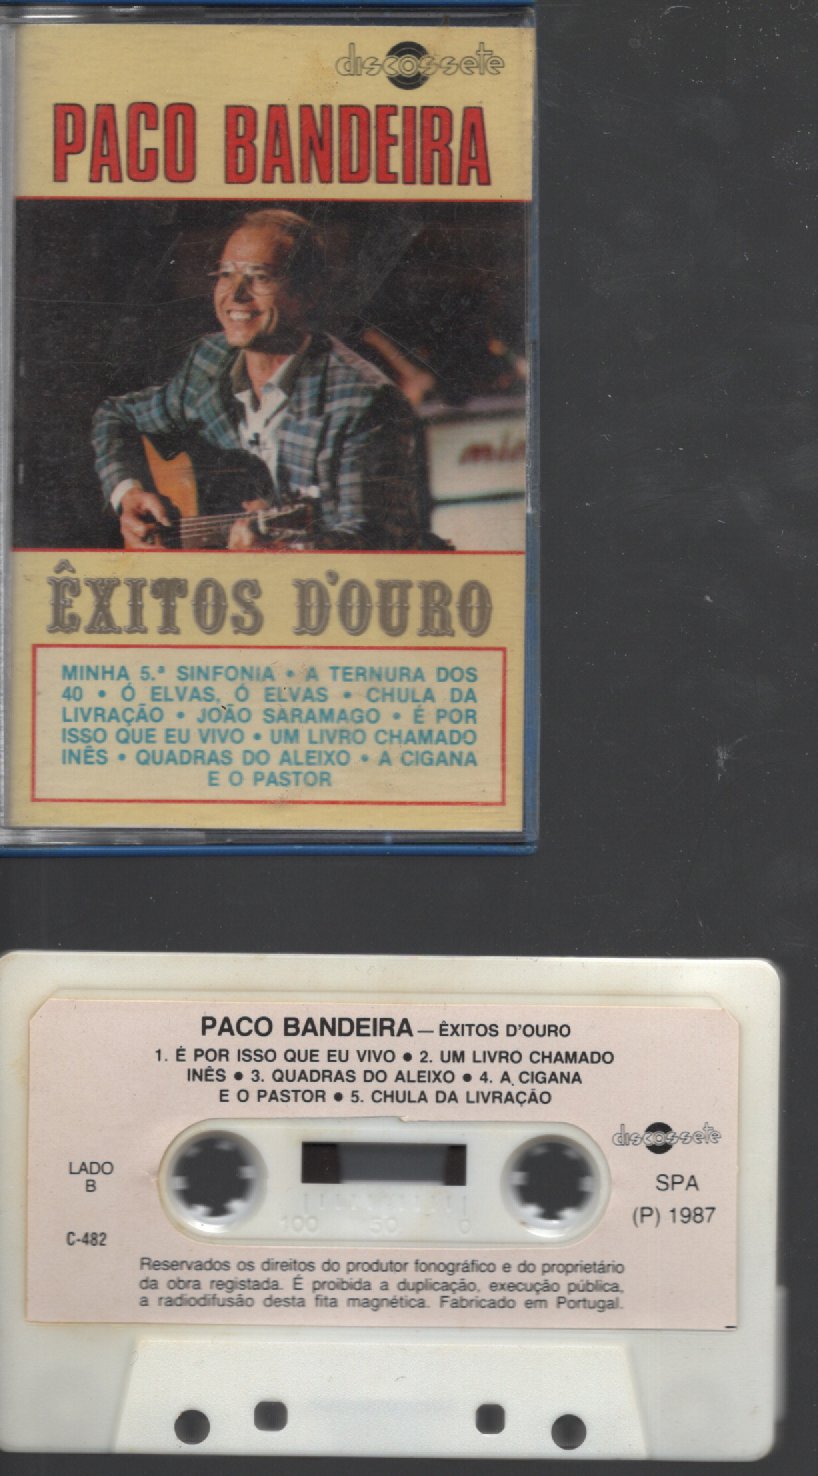 discossete
PACO BANDEIRA
ÊXITOS D'OURO
MINHA 5.ª SINFONIA • A TERNURA DOS
40 • Ó ELVAS, Ó ELVAS • CHULA DA
LIVRAÇÃO • JOÃO SARAMAGO • É POR
ISSO QUE EU VIVO • UM LIVRO CHAMADO
INÊS • QUADRAS DO ALEIXO • A CIGANA
E O PASTOR
PACO BANDEIRA — ÊXITOS D'OURO
1. É POR ISSO QUE EU VIVO ● 2. UM LIVRO CHAMADO
INÊS ● 3. QUADRAS DO ALEIXO ● 4. A CIGANA
E O PASTOR ● 5. CHULA DA LIVRAÇÃO
discossete
LADO
B
SPA
(P) 1987
C-482
100 50 0
Reservados os direitos do produtor fonográfico e do proprietário
da obra registada. É proibida a duplicação, execução pública,
a radiodifusão desta fita magnética. Fabricado em Portugal.